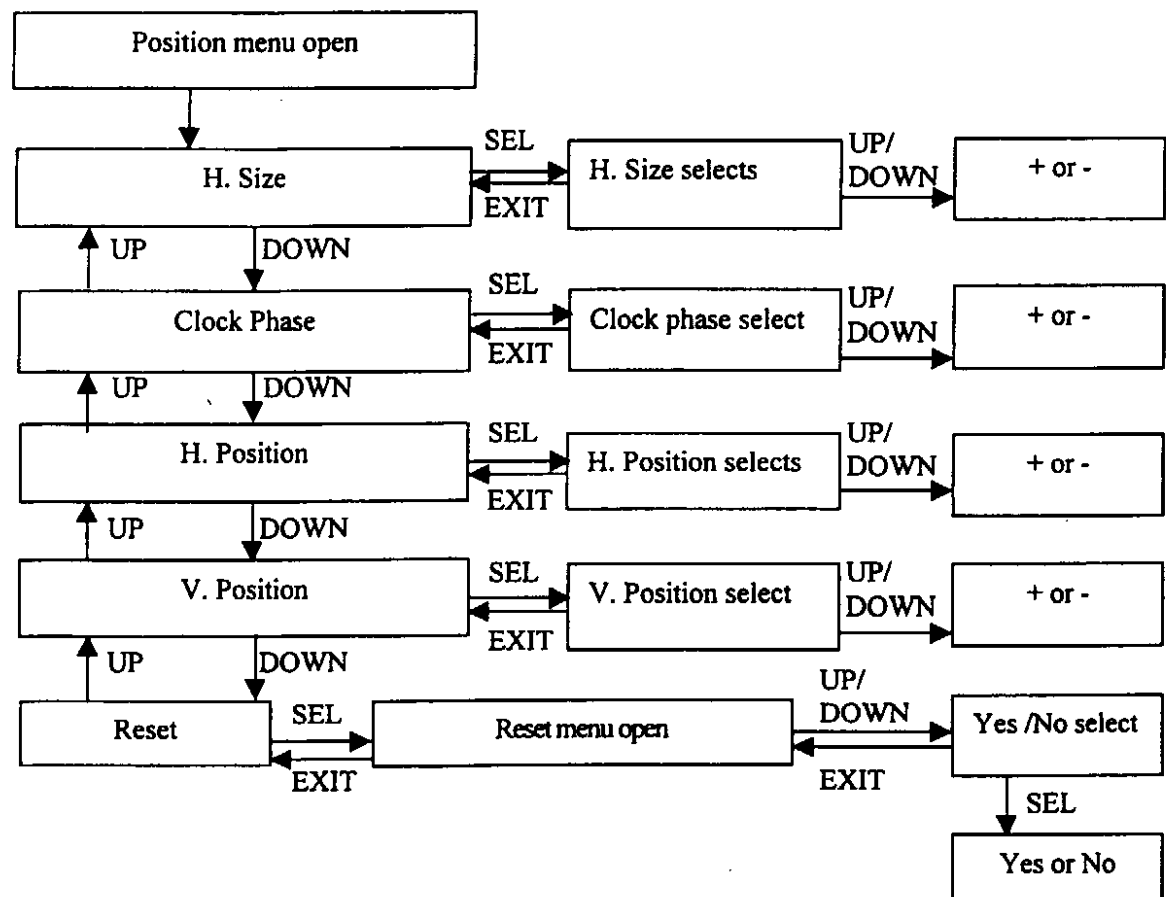 Position menu open
SEL
UP/
DOWN
H. Size
H. Size selects
+ or -
EXIT
UP
DOWN
SEL
UP/
DOWN
Clock Phase
Clock phase select
+ or -
EXIT
UP
DOWN
SEL
UP/
DOWN
H. Position
H. Position selects
+ or -
EXIT
UP
DOWN
SEL
UP/
DOWN
V. Position
V. Position select
+ or -
EXIT
UP
DOWN
UP/
DOWN
Reset
SEL
Reset menu open
Yes /No select
EXIT
EXIT
SEL
Yes or No